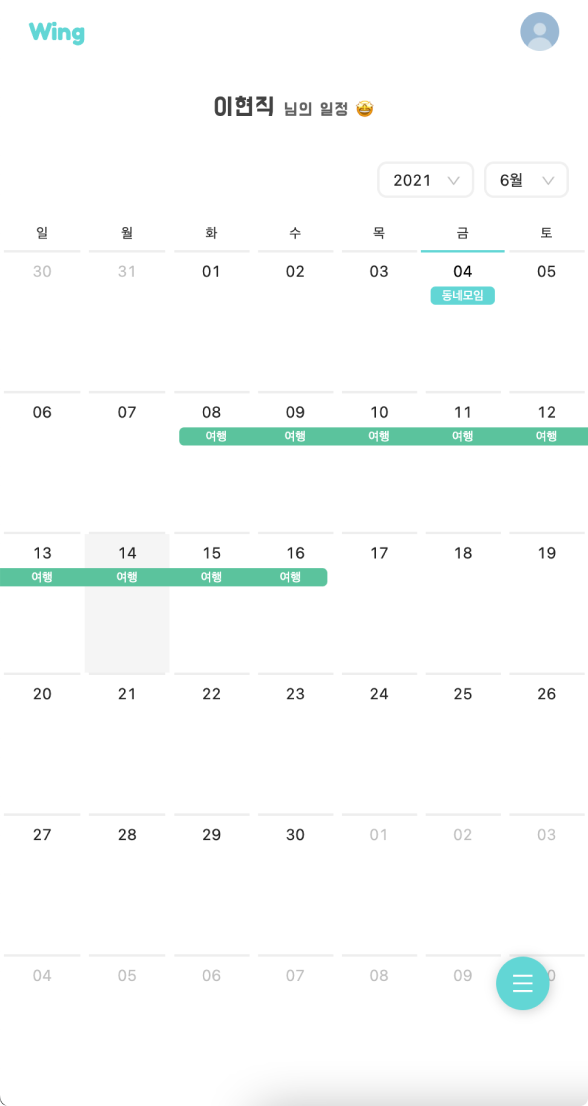 Wing
이현직 님의 일정 🤩
2021 6월
일 월 화 수 목 금 토
30 31 01 02 03 04 05
동네모임
06 07 08 09 10 11 12
여행 여행 여행 여행 여행
13 14 15 16 17 18 19
여행 여행 여행 여행
20 21 22 23 24 25 26
27 28 29 30 01 02 03
04 05 06 07 08 09